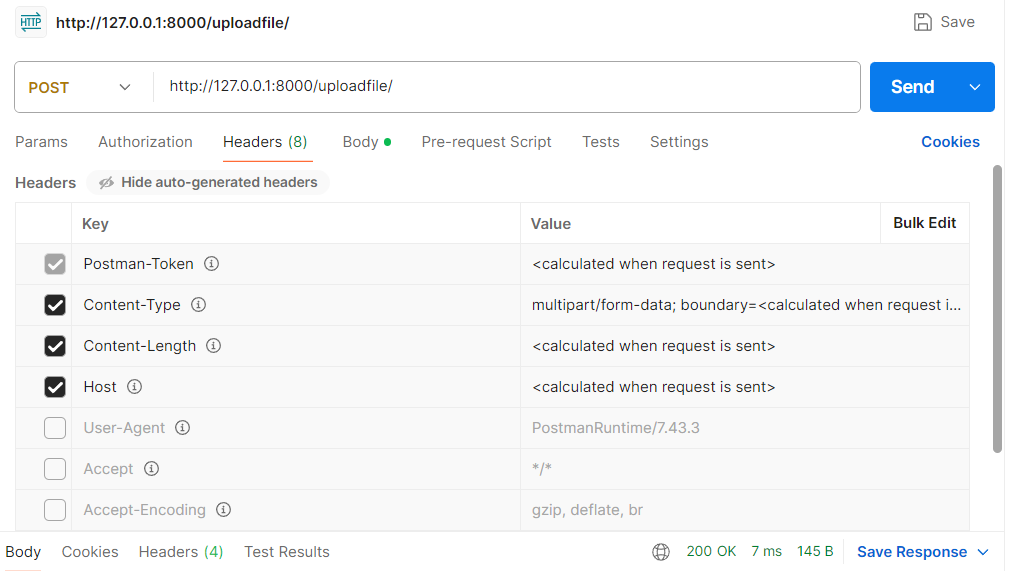 HTTP http://127.0.0.1:8000/uploadfile/ Save
POST http://127.0.0.1:8000/uploadfile/ Send
Params Authorization Headers (8) Body Pre-request Script Tests Settings Cookies
Headers Hide auto-generated headers
Key Value Bulk Edit
Postman-Token <calculated when request is sent>
Content-Type multipart/form-data; boundary=<calculated when request i...
Content-Length <calculated when request is sent>
Host <calculated when request is sent>
User-Agent PostmanRuntime/7.43.3
Accept */*
Accept-Encoding gzip, deflate, br
Body Cookies Headers (4) Test Results 200 OK 7 ms 145 B Save Response